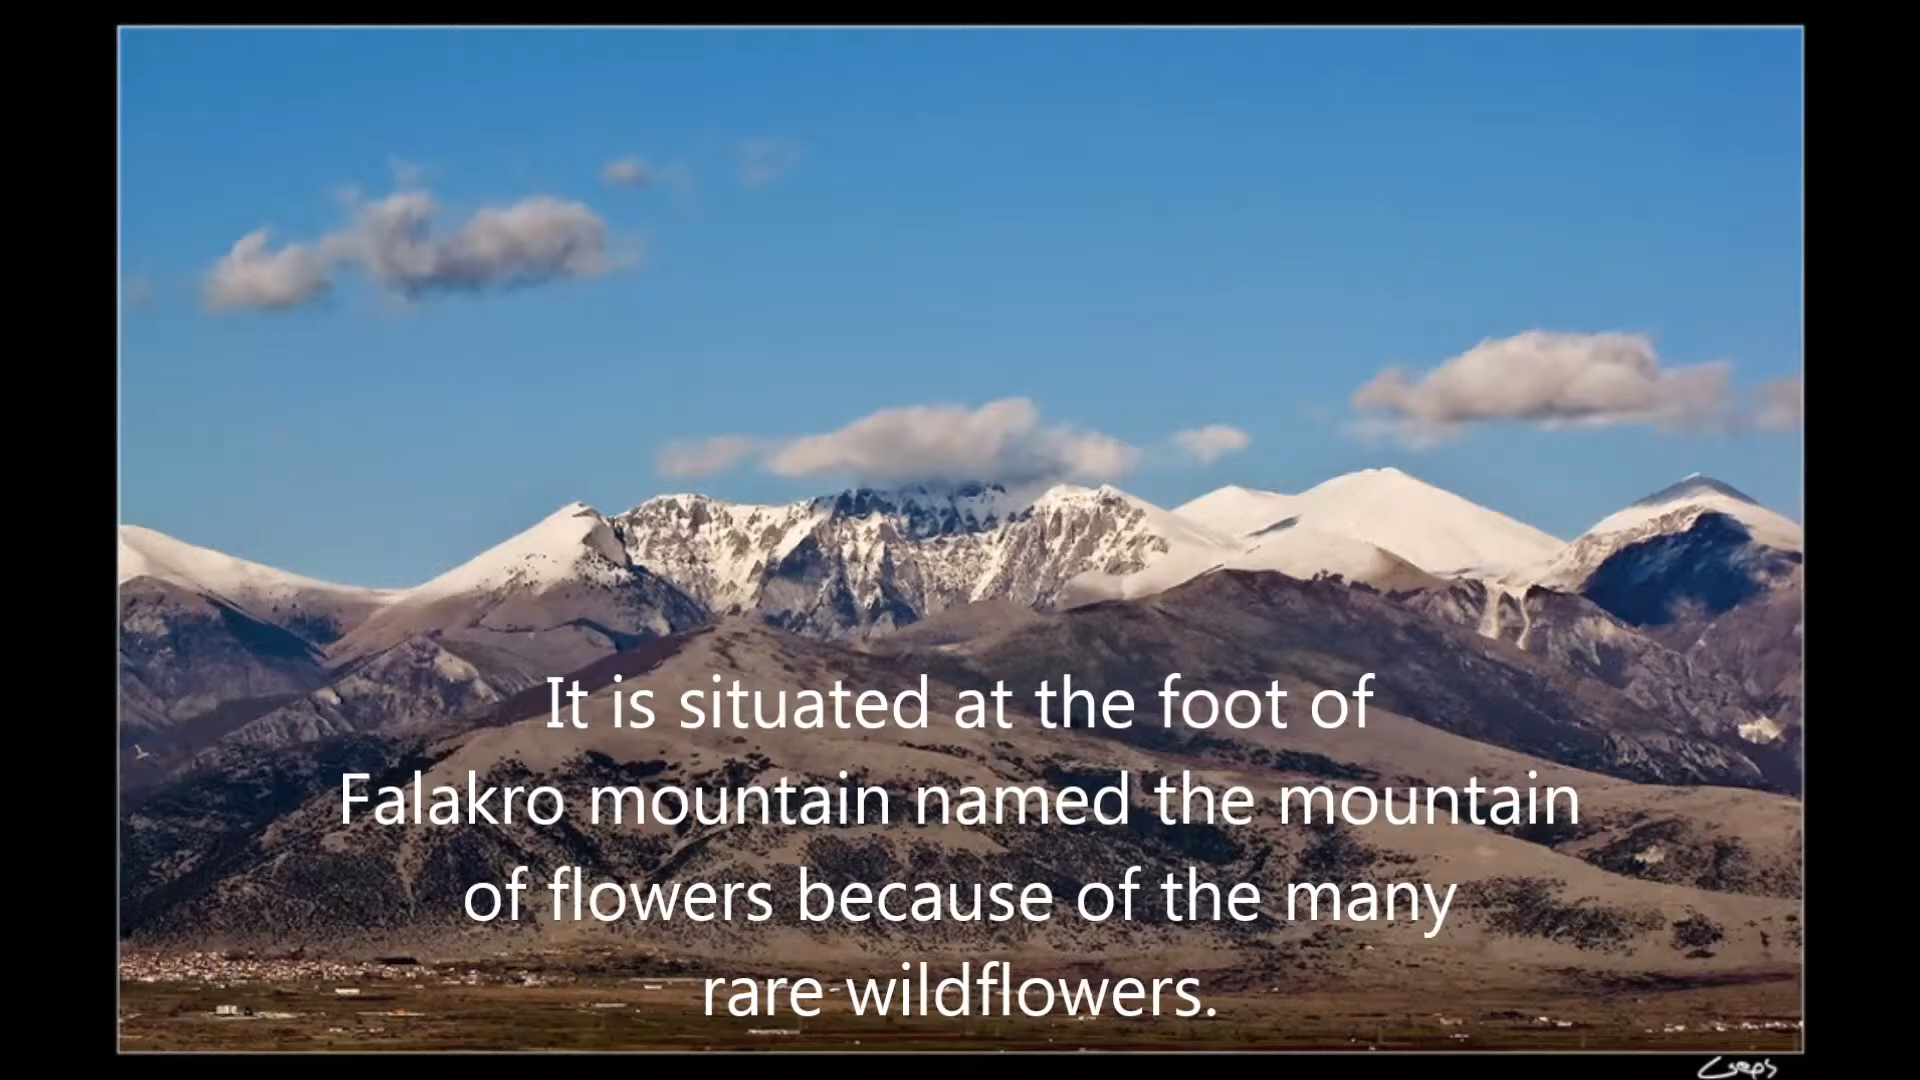 It is situated at the foot of
Falakro mountain named the mountain
of flowers because of the many
rare wildflowers.